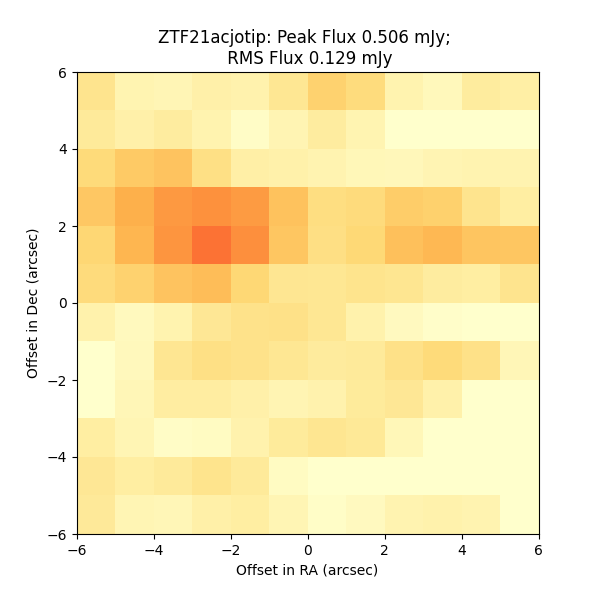 ZTF21acjotip: Peak Flux 0.506 mJy;
RMS Flux 0.129 mJy
6
4
2
0
−2
−4
−6
Offset in Dec (arcsec)
−6 −4 −2 0 2 4 6
Offset in RA (arcsec)